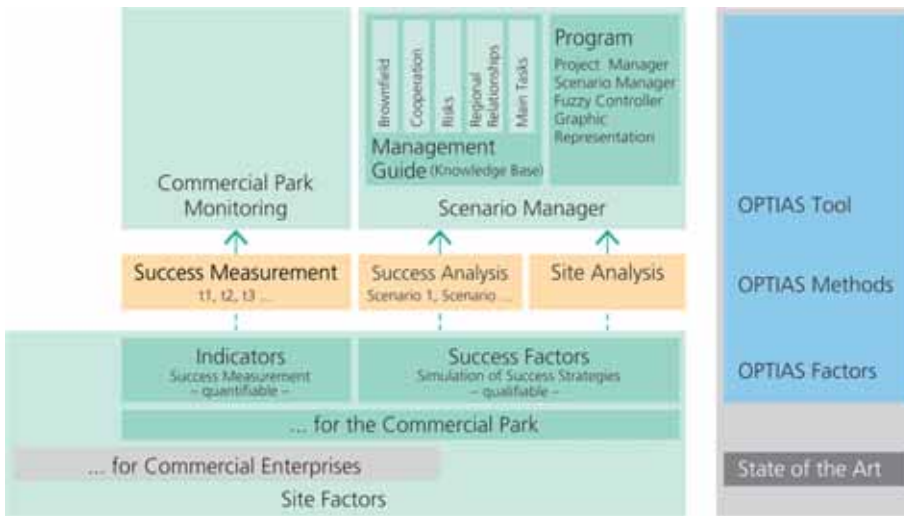 Brownfield
Cooperation
Risks
Regional
Relationships
Main Tasks
Management
Guide (Knowledge Base)
Program
Project Manager
Scenario Manager
Fuzzy Controller
Graphic
Representation
Commercial Park
Monitoring
Scenario Manager
OPTIAS Tool
Success Measurement
t1, t2, t3 ...
Success Analysis
Scenario 1, Scenario ...
Site Analysis
OPTIAS Methods
Indicators
Success Measurement
– quantifiable –
Success Factors
Simulation of Success Strategies
– qualifiable –
OPTIAS Factors
... for the Commercial Park
... for Commercial Enterprises
State of the Art
Site Factors